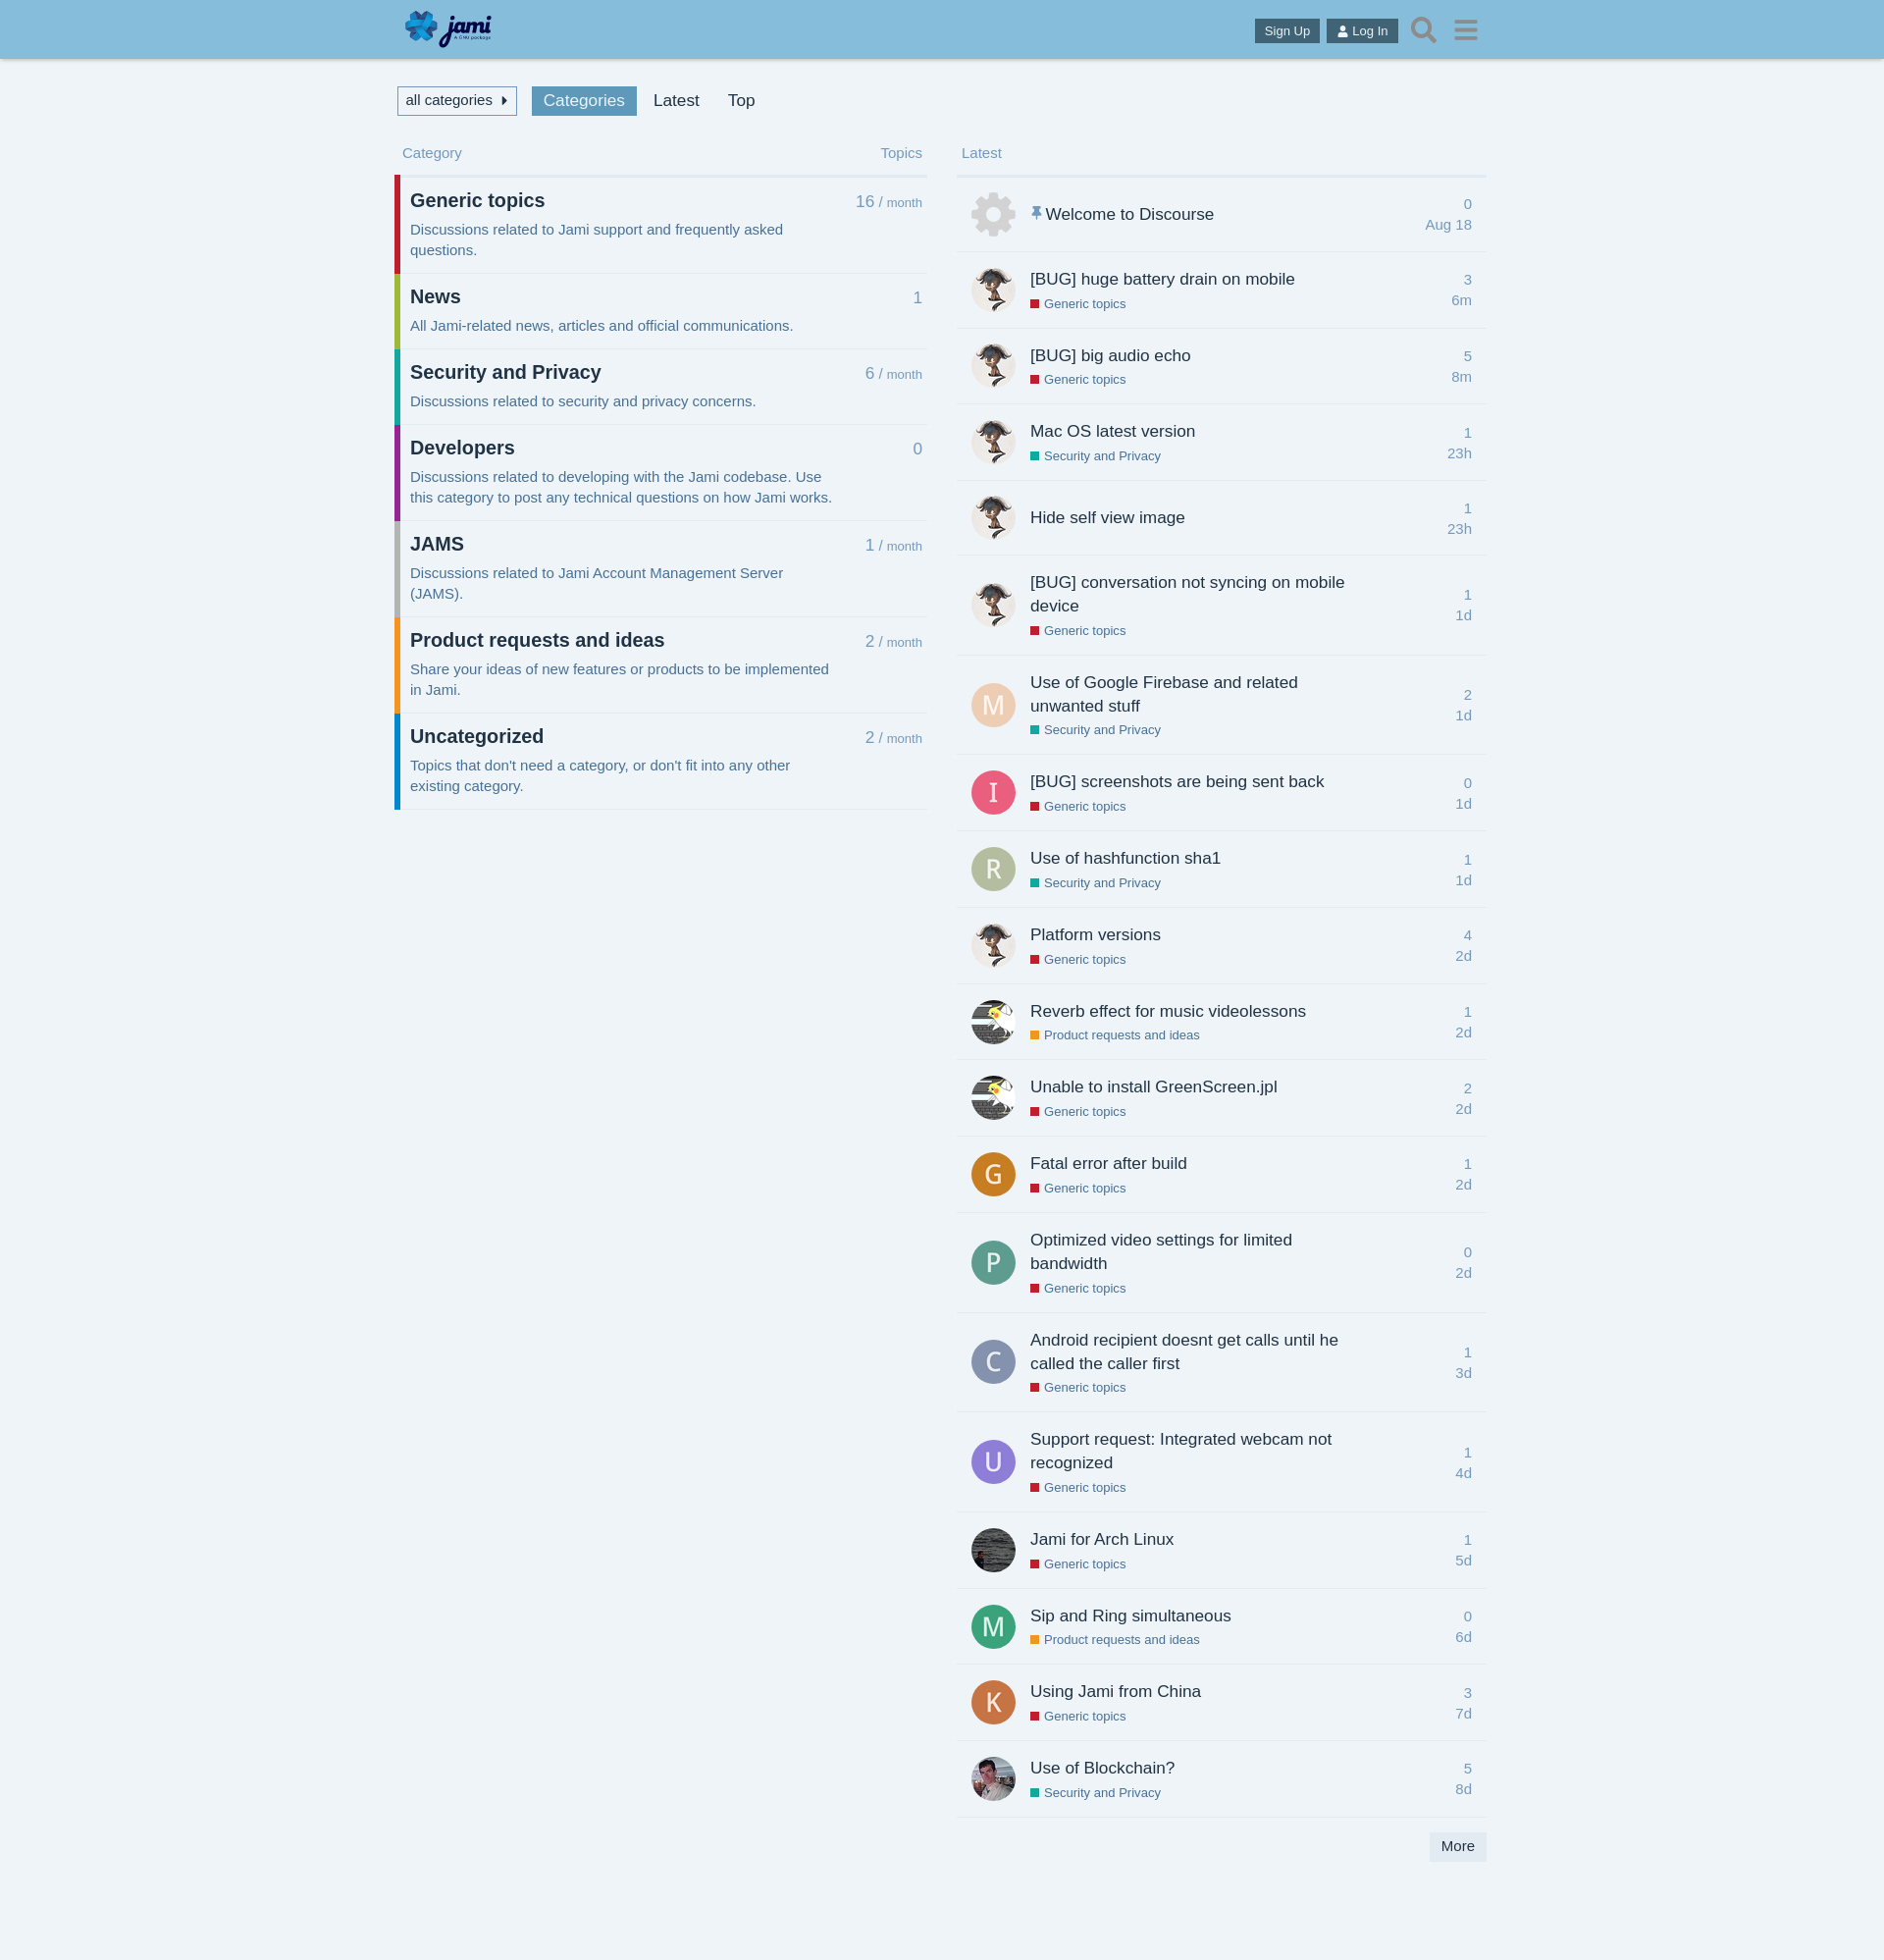 jami
a GNU package
Sign Up
Log In
all categories
Categories
Latest
Top
Category
Topics
Generic topics
16 / month
Discussions related to Jami support and frequently asked
questions.
News
1
All Jami-related news, articles and official communications.
Security and Privacy
6 / month
Discussions related to security and privacy concerns.
Developers
0
Discussions related to developing with the Jami codebase. Use
this category to post any technical questions on how Jami works.
JAMS
1 / month
Discussions related to Jami Account Management Server
(JAMS).
Product requests and ideas
2 / month
Share your ideas of new features or products to be implemented
in Jami.
Uncategorized
2 / month
Topics that don't need a category, or don't fit into any other
existing category.
Latest
Welcome to Discourse
0
Aug 18
[BUG] huge battery drain on mobile
Generic topics
3
6m
[BUG] big audio echo
Generic topics
5
8m
Mac OS latest version
Security and Privacy
1
23h
Hide self view image
1
23h
[BUG] conversation not syncing on mobile
device
Generic topics
1
1d
M
Use of Google Firebase and related
unwanted stuff
Security and Privacy
2
1d
I
[BUG] screenshots are being sent back
Generic topics
0
1d
R
Use of hashfunction sha1
Security and Privacy
1
1d
Platform versions
Generic topics
4
2d
Reverb effect for music videolessons
Product requests and ideas
1
2d
Unable to install GreenScreen.jpl
Generic topics
2
2d
G
Fatal error after build
Generic topics
1
2d
P
Optimized video settings for limited
bandwidth
Generic topics
0
2d
C
Android recipient doesnt get calls until he
called the caller first
Generic topics
1
3d
U
Support request: Integrated webcam not
recognized
Generic topics
1
4d
Jami for Arch Linux
Generic topics
1
5d
M
Sip and Ring simultaneous
Product requests and ideas
0
6d
K
Using Jami from China
Generic topics
3
7d
Use of Blockchain?
Security and Privacy
5
8d
More